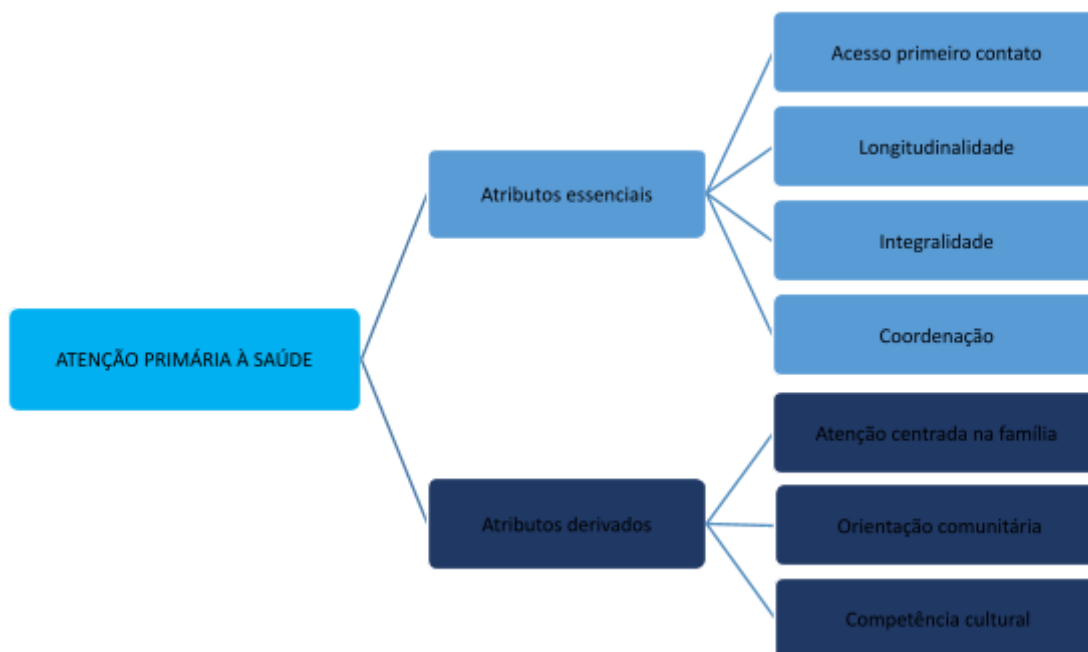 ATENÇÃO PRIMÁRIA À SAÚDE
Atributos essenciais
Acesso primeiro contato
Longitudinalidade
Integralidade
Coordenação
Atributos derivados
Atenção centrada na família
Orientação comunitária
Competência cultural